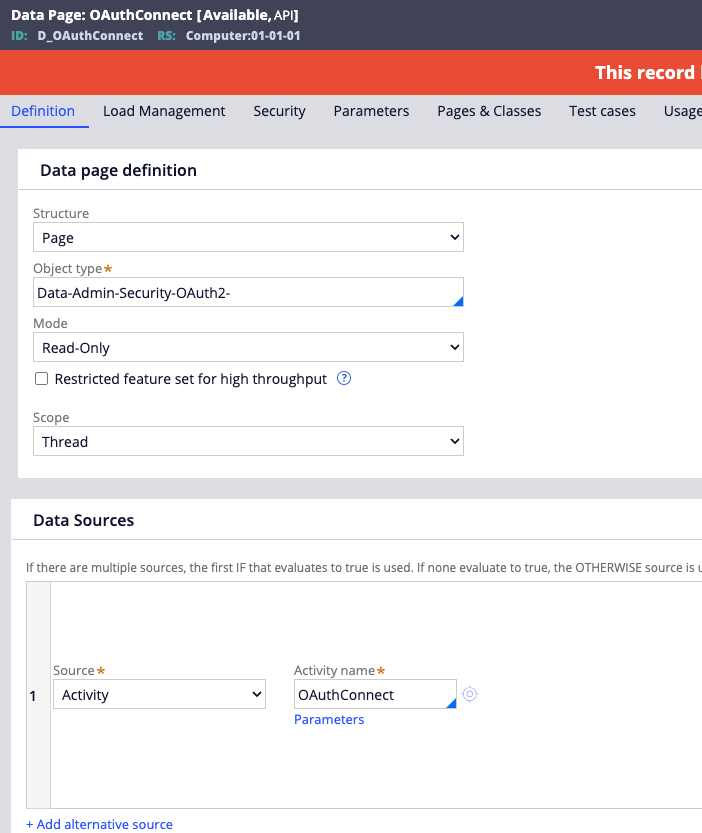 Data Page: OAuthConnect [Available, API]
ID: D_OAuthConnect RS: Computer:01-01-01
This record
Definition Load Management Security Parameters Pages & Classes Test cases Usage
Data page definition
Structure
Page
Object type*
Data-Admin-Security-OAuth2-
Mode
Read-Only
Restricted feature set for high throughput ?
Scope
Thread
Data Sources
If there are multiple sources, the first IF that evaluates to true is used. If none evaluate to true, the OTHERWISE source is u
Source* Activity name*
1 Activity OAuthConnect
Parameters
+ Add alternative source